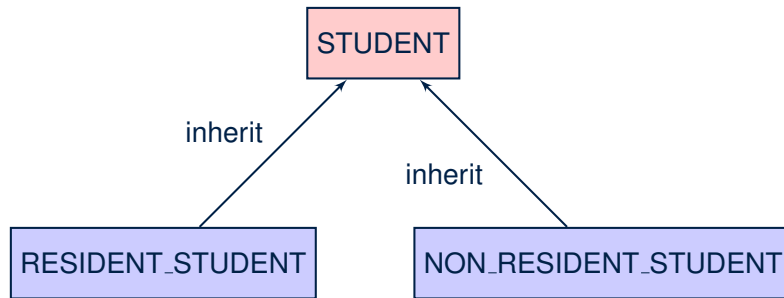 STUDENT
inherit
inherit
RESIDENT_STUDENT
NON_RESIDENT_STUDENT